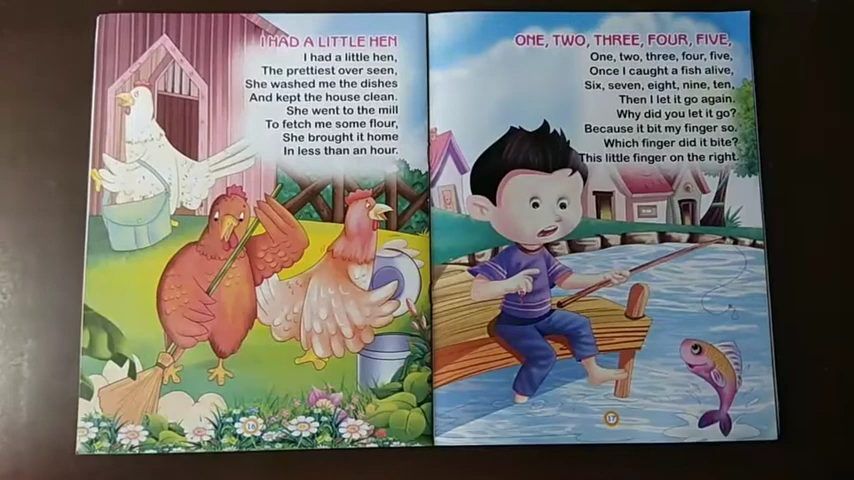 I HAD A LITTLE HEN
I had a little hen,
The prettiest over seen,
She washed me the dishes
And kept the house clean.
She went to the mill
To fetch me some flour,
She brought it home
In less than an hour.
16
ONE, TWO, THREE, FOUR, FIVE,
One, two, three, four, five,
Once I caught a fish alive,
Six, seven, eight, nine, ten,
Then I let it go again.
Why did you let it go?
Because it bit my finger so.
Which finger did it bite?
This little finger on the right.
17